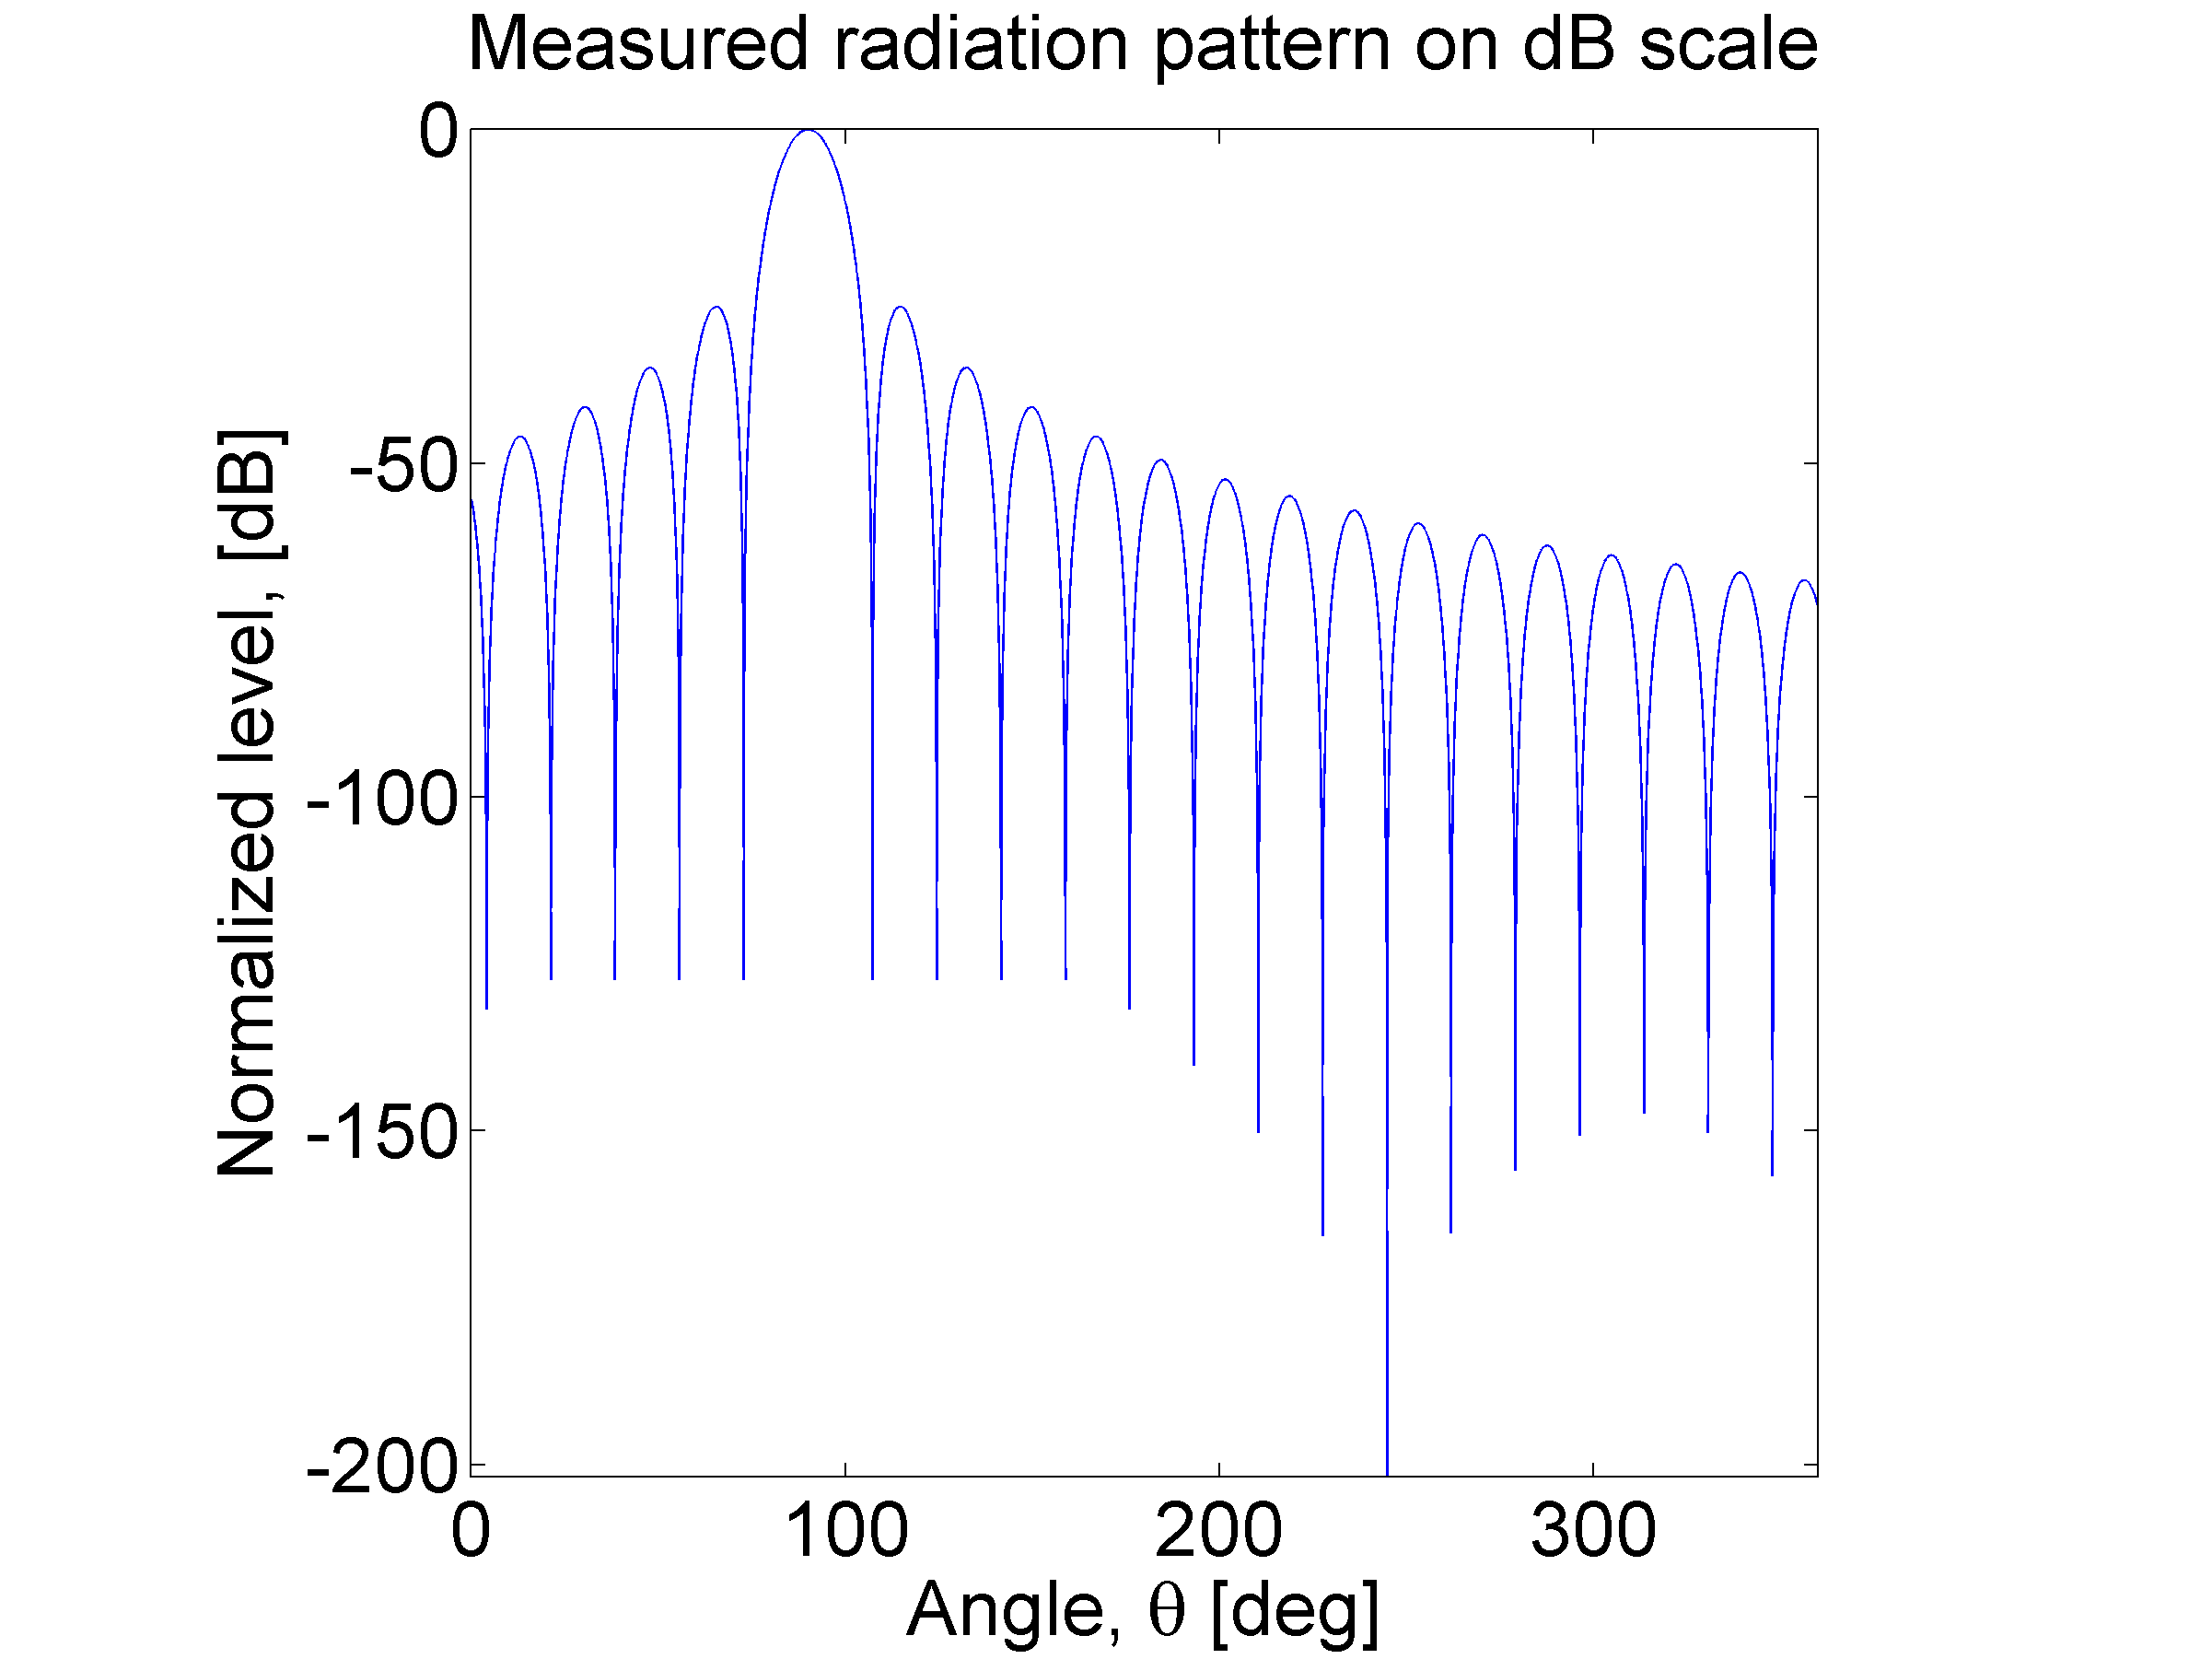 Measured radiation pattern on dB scale
0
-50
-100
-150
-200
Normalized level, [dB]
0 100 200 300
Angle, θ [deg]